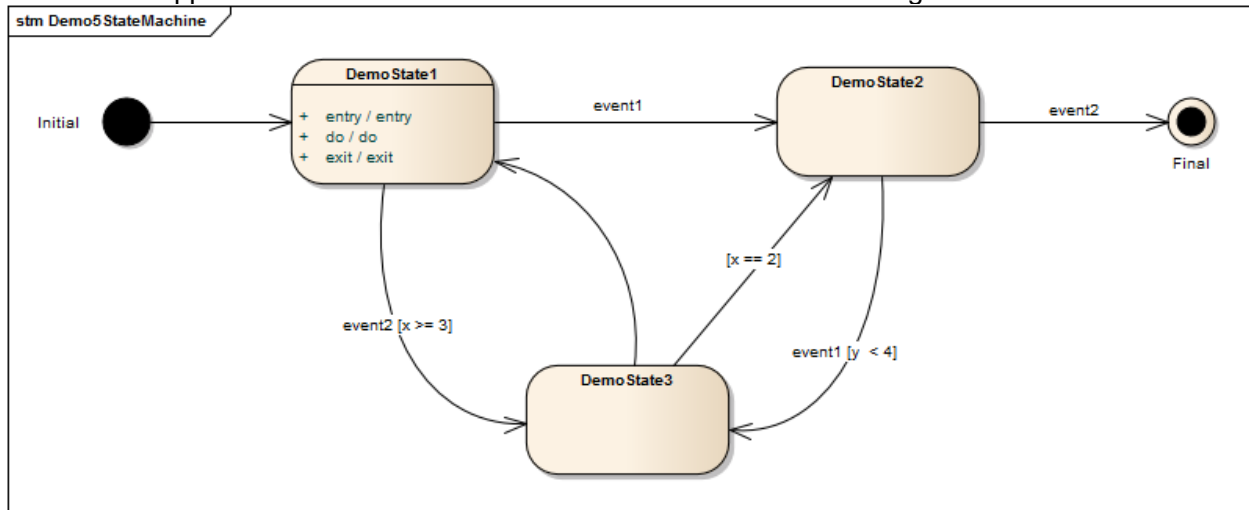 stm Demo5StateMachine
DemoState1
DemoState2
event1
event2
Initial
+ entry / entry
+ do / do
+ exit / exit
Final
[x == 2]
event2 [x >= 3]
event1 [y < 4]
DemoState3